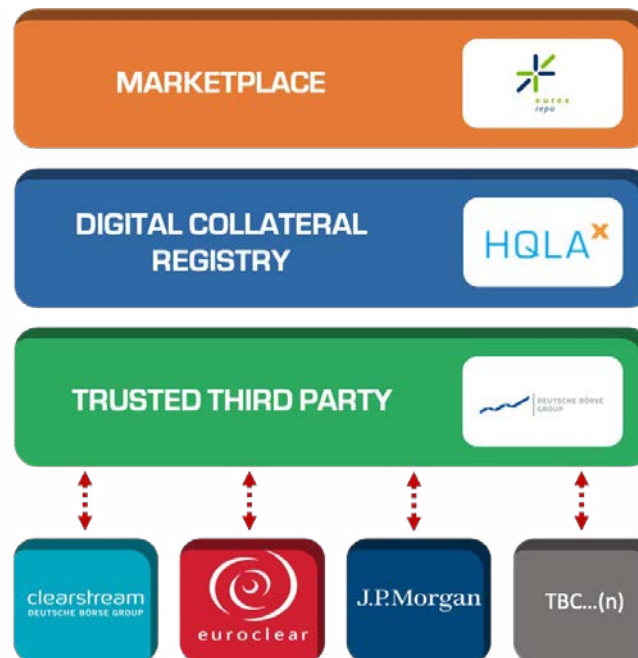 MARKETPLACE
eurex
repo
DIGITAL COLLATERAL
REGISTRY
HQLAx
TRUSTED THIRD PARTY
DEUTSCHE BÖRSE
GROUP
clearstream
DEUTSCHE BÖRSE GROUP
euroclear
J.P.Morgan
TBC...(n)